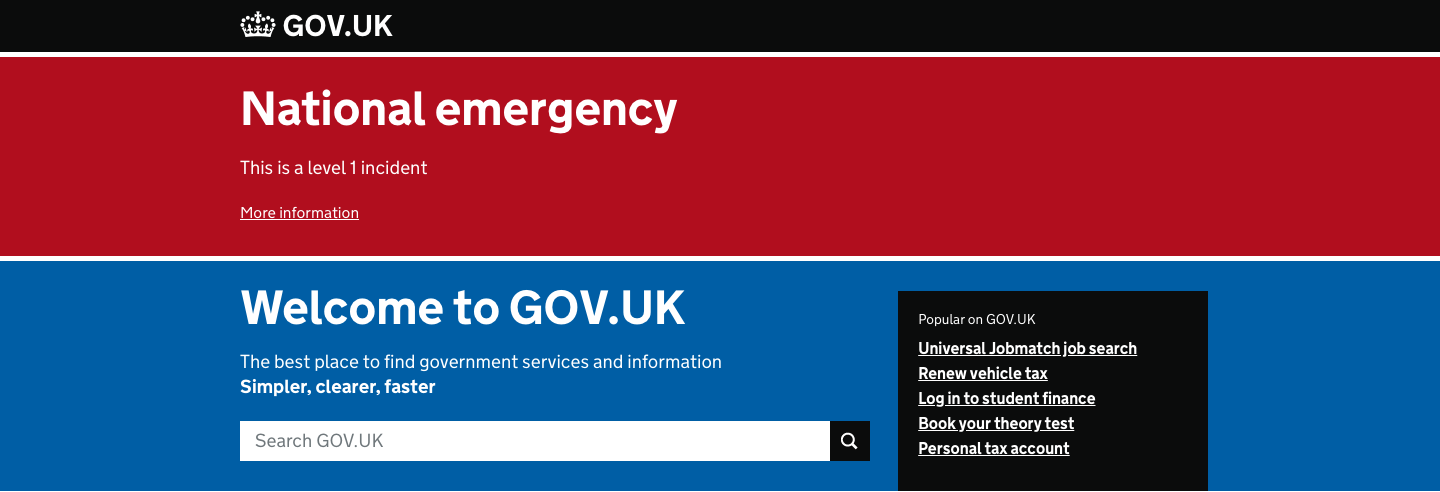 GOV.UK
National emergency
This is a level 1 incident
More information
Welcome to GOV.UK
The best place to find government services and information
Simpler, clearer, faster
Search GOV.UK
Popular on GOV.UK
Universal Jobmatch job search
Renew vehicle tax
Log in to student finance
Book your theory test
Personal tax account